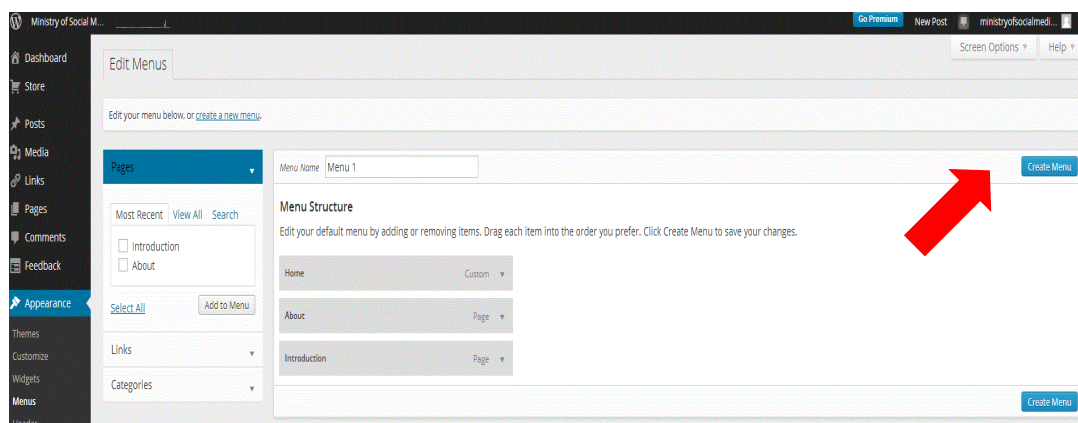 Ministry of Social M...
Go Premium
New Post
ministryofsocialmedi...
Dashboard
Store
Posts
Media
Links
Pages
Comments
Feedback
Appearance
Themes
Customize
Widgets
Menus
Header
Screen Options
Help
Edit Menus
Edit your menu below, or create a new menu.
Pages
Most Recent View All Search
Introduction
About
Select All Add to Menu
Links
Categories
Menu Name Menu 1 Create Menu
Menu Structure
Edit your default menu by adding or removing items. Drag each item into the order you prefer. Click Create Menu to save your changes.
Home Custom
About Page
Introduction Page
Create Menu